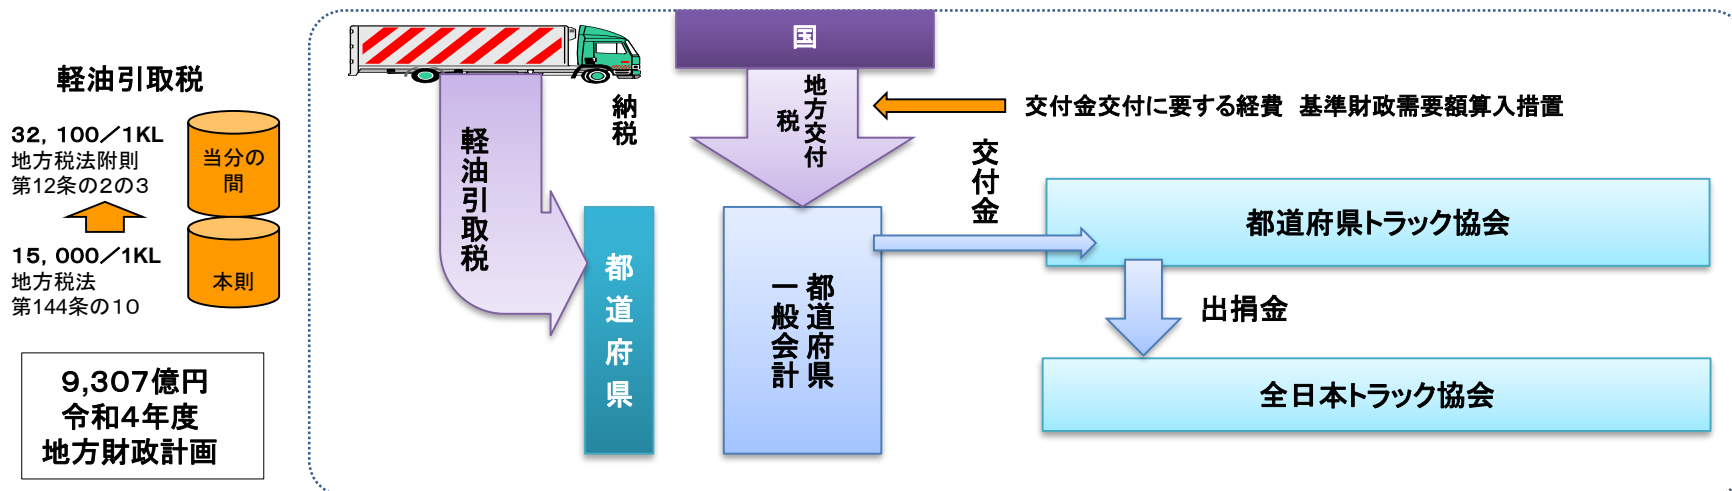 軽油引取税
32,100/1KL
地方税法附則
第12条の2の3
15,000/1KL
地方税法
第144条の10
当分の
間
本則
9,307億円
令和4年度
地方財政計画
納税
軽油引取税
都道府県
国
地方交付
税
交付金交付に要する経費 基準財政需要額算入措置
都道府県
一般会計
交付金
都道府県トラック協会
出捐金
全日本トラック協会